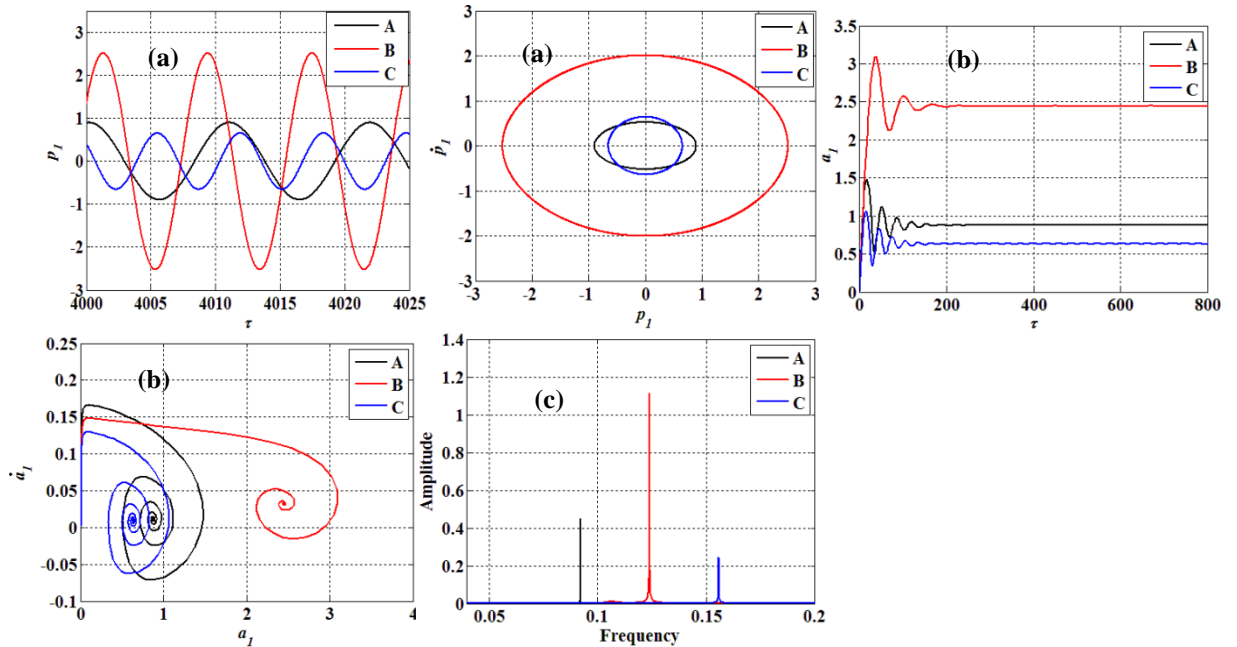 3
2
1
0
-1
-2
-3
4000
4005
4011
4017
4022
4025
p1
τ
(a)
A
B
C
3
2
1
0
-1
-2
-3
-3
-2
-1
0
1
2
3
ṗ1
p1
(a)
A
B
C
3.5
3
2.5
2
1.5
1
0.5
0
0
200
400
600
800
a1
τ
(b)
A
B
C
0.25
0.2
0.15
0.1
0.05
0
-0.05
-0.1
0
1
2
3
4
ȧ1
a1
(b)
A
B
C
1.4
1.2
1
0.8
0.6
0.4
0.2
0
0.05
0.1
0.15
0.2
Amplitude
Frequency
(c)
A
B
C